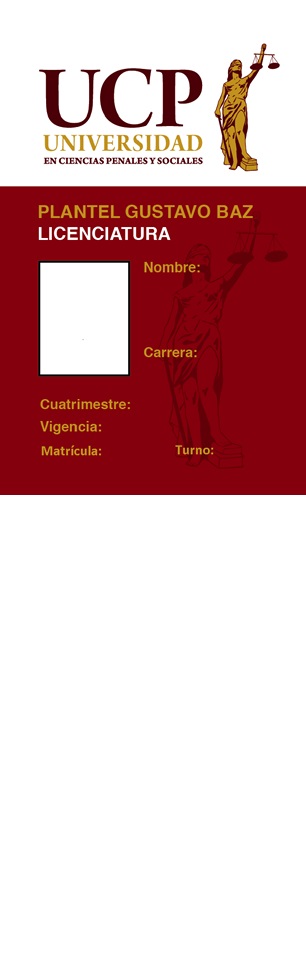 UCP
UNIVERSIDAD
EN CIENCIAS PENALES Y SOCIALES
PLANTEL GUSTAVO BAZ
LICENCIATURA
Nombre:
Carrera:
Cuatrimestre:
Vigencia:
Matrícula:
Turno: